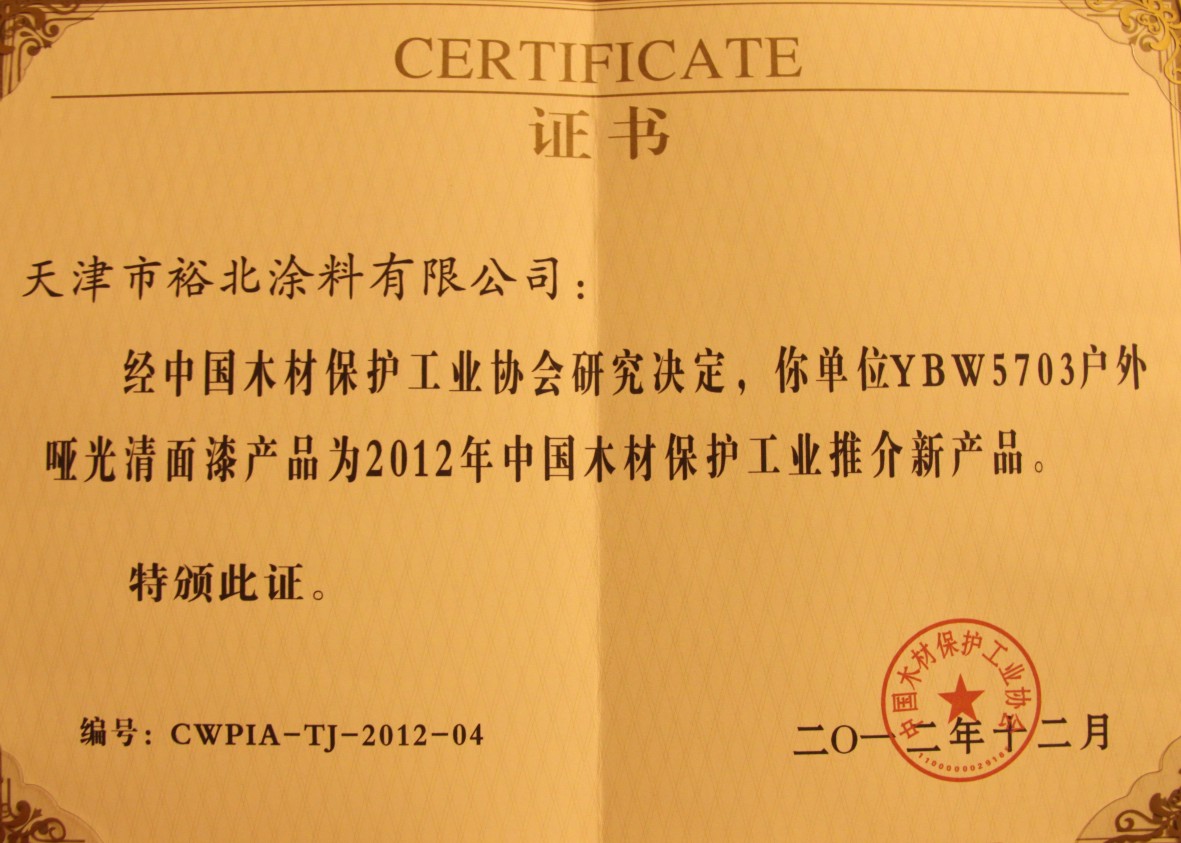 CERTIFICATE
证书
天津市裕北涂料有限公司：
经中国木材保护工业协会研究决定，你单位YBW5703户外
哑光清面漆产品为2012年中国木材保护工业推介新产品。
特颁此证。
中国木材保护工业协会
编号：CWPIA-TJ-2012-04
二〇一二年十二月